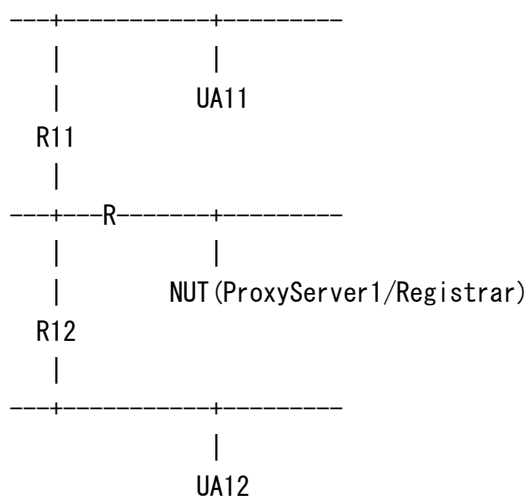 ---+-----------+---------
|           |
|         UA11
R11
|
---+---R-------+---------
|           |
|       NUT(ProxyServer1/Registrar)
R12
|
---+-----------+---------
|
UA12